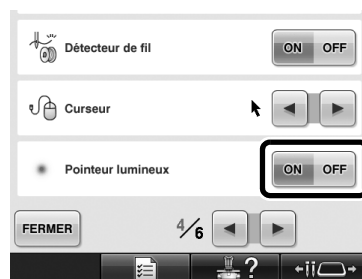 Détecteur de fil ON OFF
Curseur
Pointeur lumineux ON OFF
FERMER 4/6
?